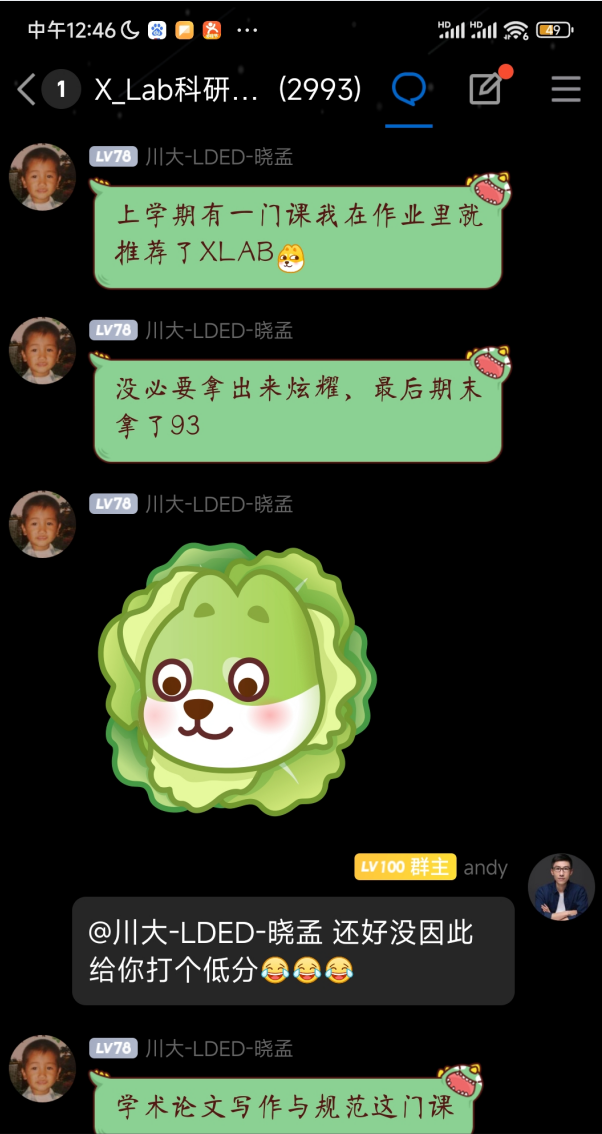 中午12:46
HD HD 6 49
1 X_Lab科研... (2993)
LV78 川大-LDED-晓孟
上学期有一门课我在作业里就
推荐了XLAB
LV78 川大-LDED-晓孟
没必要拿出来炫耀，最后期末
拿了93
LV78 川大-LDED-晓孟
LV100 群主 andy
@川大-LDED-晓孟 还好没因此
给你打个低分😂😂😂
LV78 川大-LDED-晓孟
学术论文写作与规范这门课